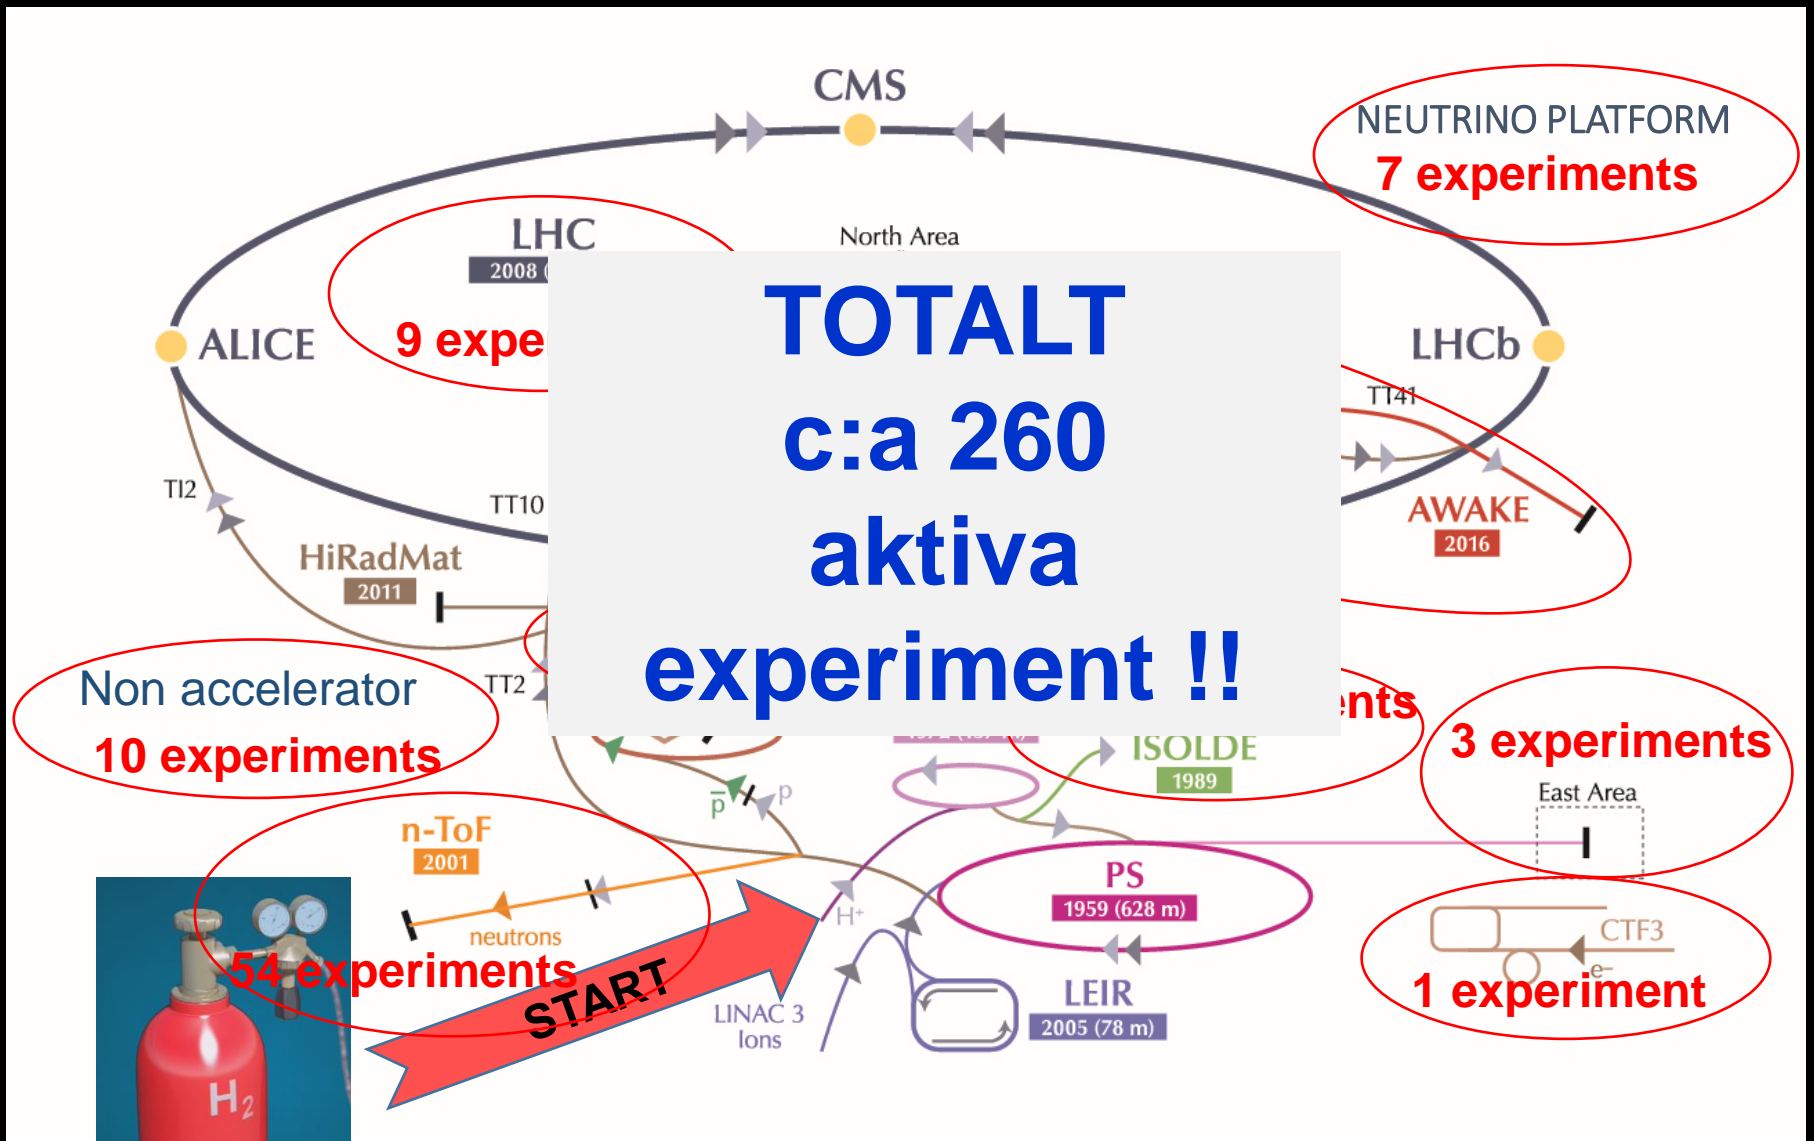 CMS
NEUTRINO PLATFORM
7 experiments
LHC
2008 (
North Area
9 expe
ALICE
LHCb
TOTALT
c:a 260
aktiva
experiment !!
TT41
TI2
TT10
AWAKE
2016
HiRadMat
2011
Non accelerator
10 experiments
TT2
nts
ISOLDE
1989
3 experiments
East Area
p̅
p
n-ToF
2001
neutrons
54 experiments
START
H+
PS
1959 (628 m)
CTF3
e–
1 experiment
LINAC 3
Ions
LEIR
2005 (78 m)
H2